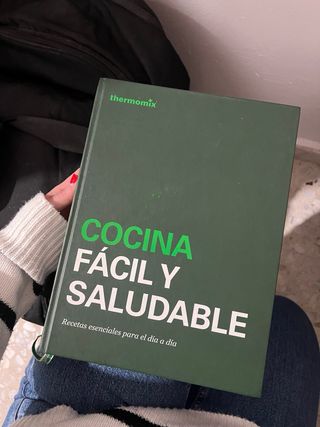 thermomix
COCINA
FÁCIL Y
SALUDABLE
Recetas esenciales para el día a día